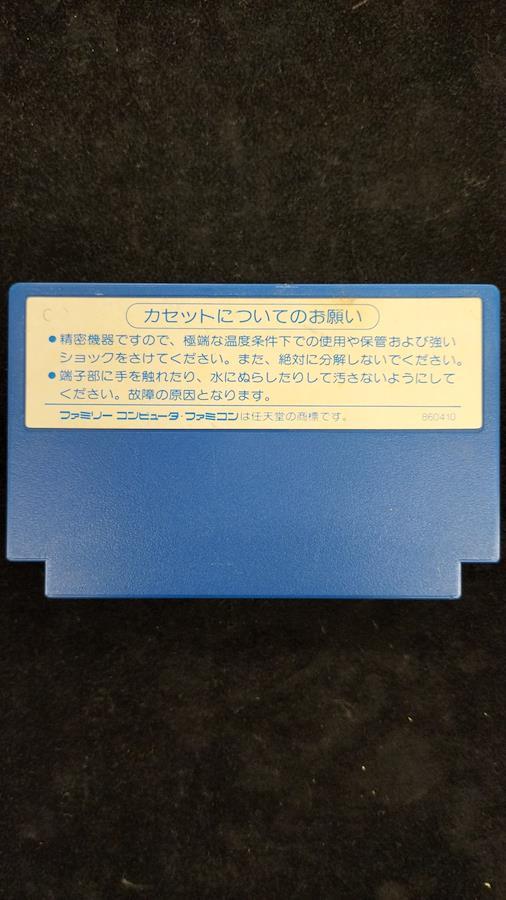 カセットについてのお願い
●精密機器ですので、極端な温度条件下での使用や保管および強い
ショックをさけてください。また、絶対に分解しないでください。
●端子部に手を触れたり、水にぬらしたりして汚さないようにして
ください。故障の原因となります。
ファミリー コンピュータ・ファミコンは任天堂の商標です。 860410